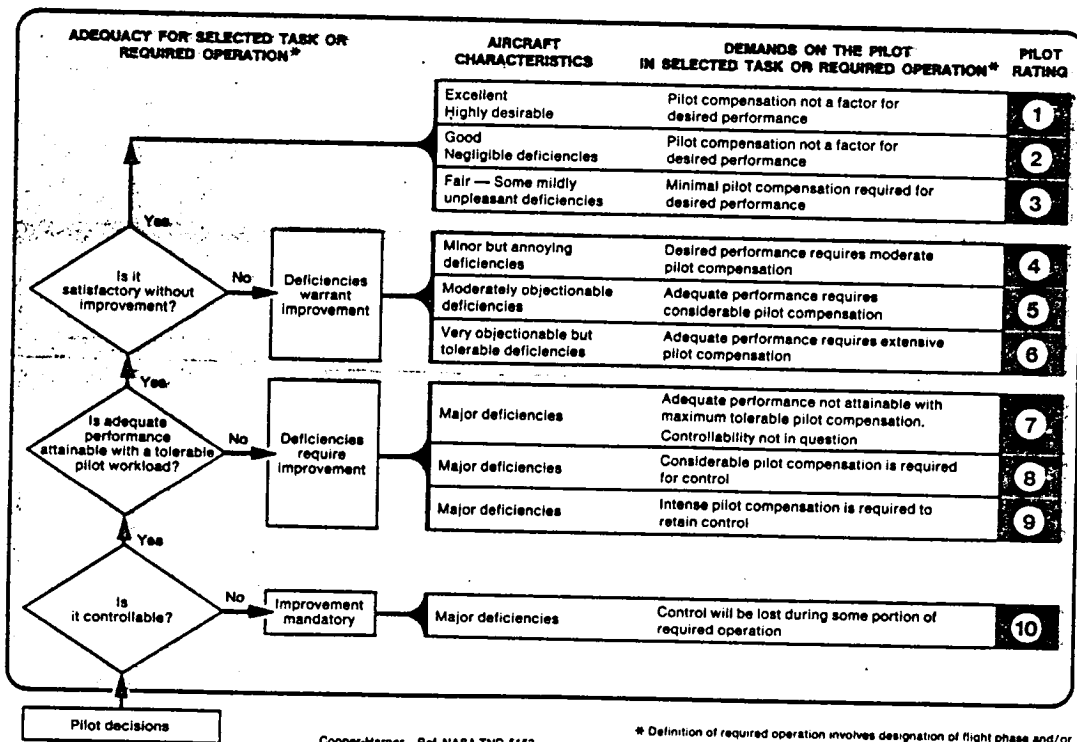 ADEQUACY FOR SELECTED TASK OR
REQUIRED OPERATION*
AIRCRAFT
CHARACTERISTICS
DEMANDS ON THE PILOT
IN SELECTED TASK OR REQUIRED OPERATION*
PILOT
RATING
Excellent
Highly desirable
Pilot compensation not a factor for
desired performance
1
Good
Negligible deficiencies
Pilot compensation not a factor for
desired performance
2
Fair — Some mildly
unpleasant deficiencies
Minimal pilot compensation required for
desired performance
3
Yes
Is it
satisfactory without
improvement?
No
Deficiencies
warrant
improvement
Minor but annoying
deficiencies
Desired performance requires moderate
pilot compensation
4
Moderately objectionable
deficiencies
Adequate performance requires
considerable pilot compensation
5
Very objectionable but
tolerable deficiencies
Adequate performance requires extensive
pilot compensation
6
Yes
Is adequate
performance
attainable with a tolerable
pilot workload?
No
Deficiencies
require
improvement
Major deficiencies
Adequate performance not attainable with
maximum tolerable pilot compensation.
Controllability not in question
7
Major deficiencies
Considerable pilot compensation is required
for control
8
Major deficiencies
Intense pilot compensation is required to
retain control
9
Yes
Is
it controllable?
No
Improvement
mandatory
Major deficiencies
Control will be lost during some portion of
required operation
10
Pilot decisions
Cooper-Harper Ref. NASA TND-5153
* Definition of required operation involves designation of flight phase and/or